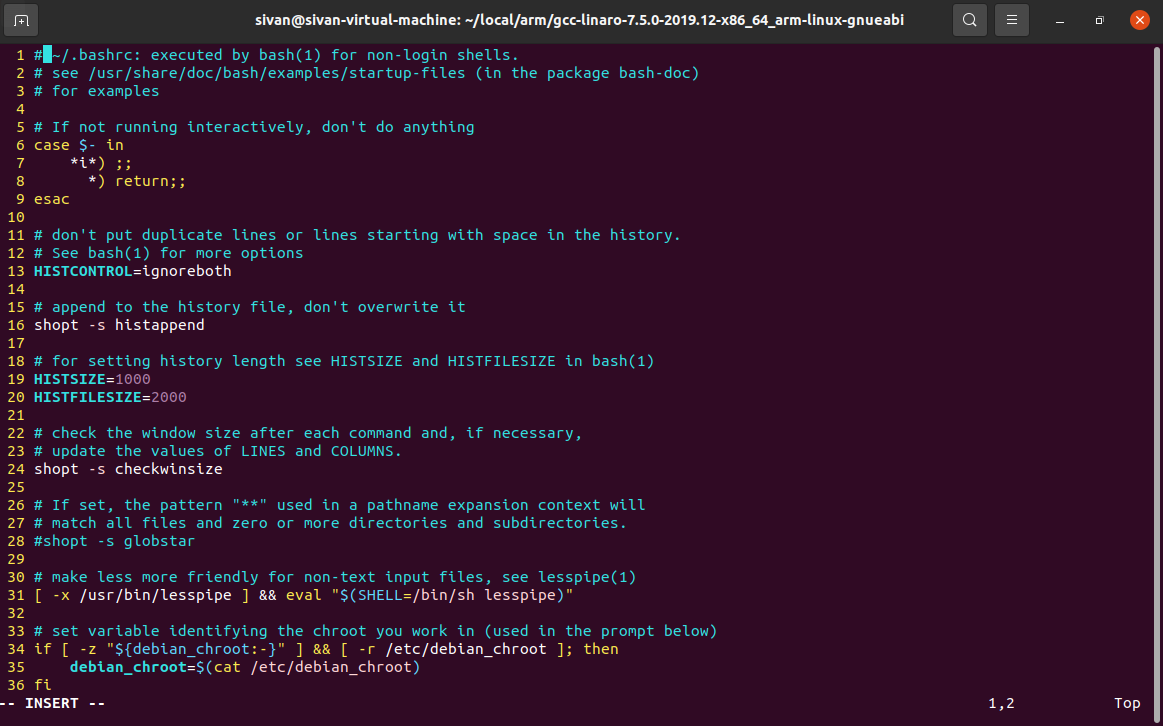 sivan@sivan-virtual-machine: ~/local/arm/gcc-linaro-7.5.0-2019.12-x86_64_arm-linux-gnueabi
1 # ~/.bashrc: executed by bash(1) for non-login shells.
2 # see /usr/share/doc/bash/examples/startup-files (in the package bash-doc)
3 # for examples
4
5 # If not running interactively, don't do anything
6 case $- in
7     *i*) ;;
8       *) return;;
9 esac
10
11 # don't put duplicate lines or lines starting with space in the history.
12 # See bash(1) for more options
13 HISTCONTROL=ignoreboth
14
15 # append to the history file, don't overwrite it
16 shopt -s histappend
17
18 # for setting history length see HISTSIZE and HISTFILESIZE in bash(1)
19 HISTSIZE=1000
20 HISTFILESIZE=2000
21
22 # check the window size after each command and, if necessary,
23 # update the values of LINES and COLUMNS.
24 shopt -s checkwinsize
25
26 # If set, the pattern "**" used in a pathname expansion context will
27 # match all files and zero or more directories and subdirectories.
28 #shopt -s globstar
29
30 # make less more friendly for non-text input files, see lesspipe(1)
31 [ -x /usr/bin/lesspipe ] && eval "$(SHELL=/bin/sh lesspipe)"
32
33 # set variable identifying the chroot you work in (used in the prompt below)
34 if [ -z "${debian_chroot:-}" ] && [ -r /etc/debian_chroot ]; then
35     debian_chroot=$(cat /etc/debian_chroot)
36 fi
-- INSERT -- 1,2 Top